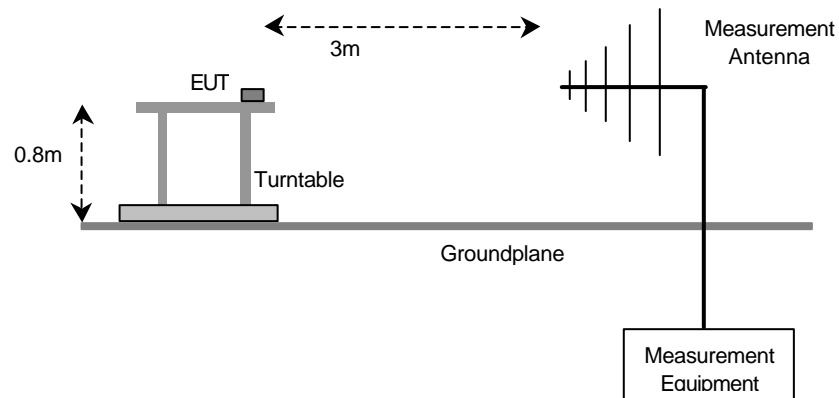 3m
Measurement
Antenna
EUT
0.8m
Turntable
Groundplane
Measurement
Equipment